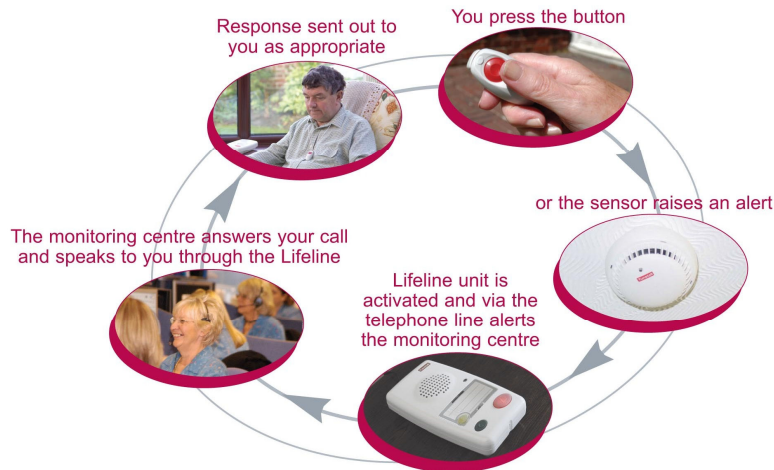 You press the button
or the sensor raises an alert
Lifeline unit is
activated and via the
telephone line alerts
the monitoring centre
The monitoring centre answers your call
and speaks to you through the Lifeline
Response sent out to
you as appropriate